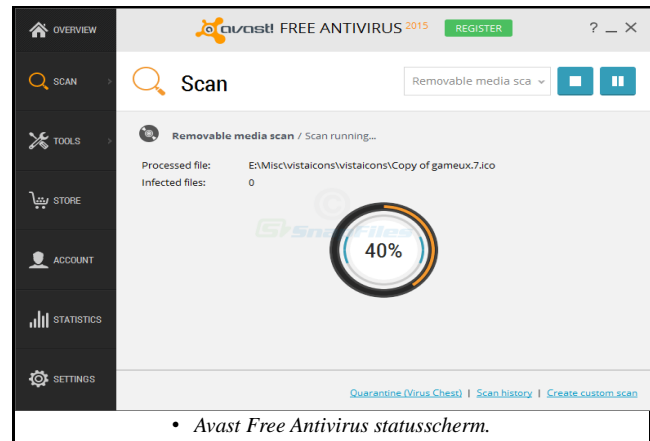 OVERVIEW
avast! FREE ANTIVIRUS 2015 REGISTER ? _ X
SCAN >
Scan
Removable media sca
Removable media scan / Scan running...
TOOLS >
Processed file: E:\Misc\vistaicons\vistaicons\Copy of gameux.7.ico
Infected files: 0
STORE
©
SnapFiles
40%
ACCOUNT
STATISTICS
SETTINGS
Quarantine (Virus Chest) | Scan history | Create custom scan
• Avast Free Antivirus statusscherm.